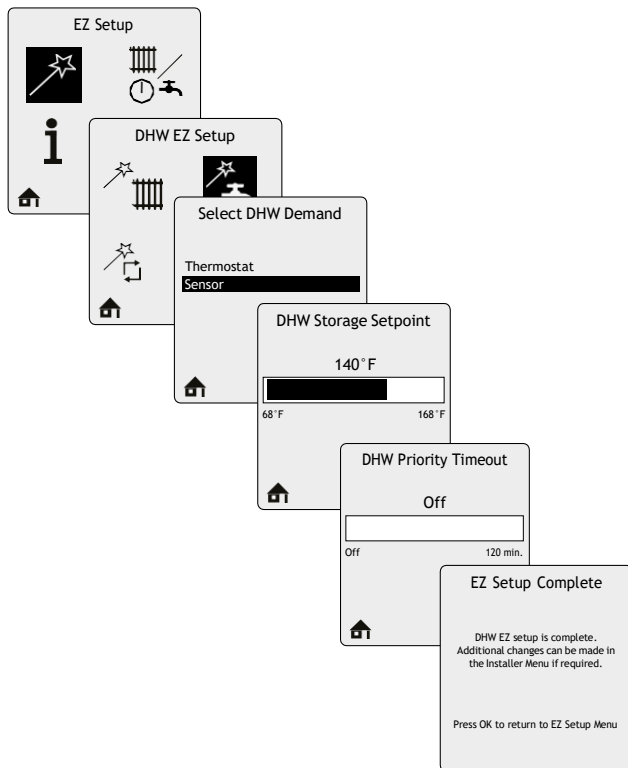 EZ Setup
i
DHW EZ Setup
Select DHW Demand
Thermostat
Sensor
DHW Storage Setpoint
140°F
68°F 168°F
DHW Priority Timeout
Off
Off 120 min.
EZ Setup Complete
DHW EZ setup is complete.
Additional changes can be made in
the Installer Menu if required.
Press OK to return to EZ Setup Menu